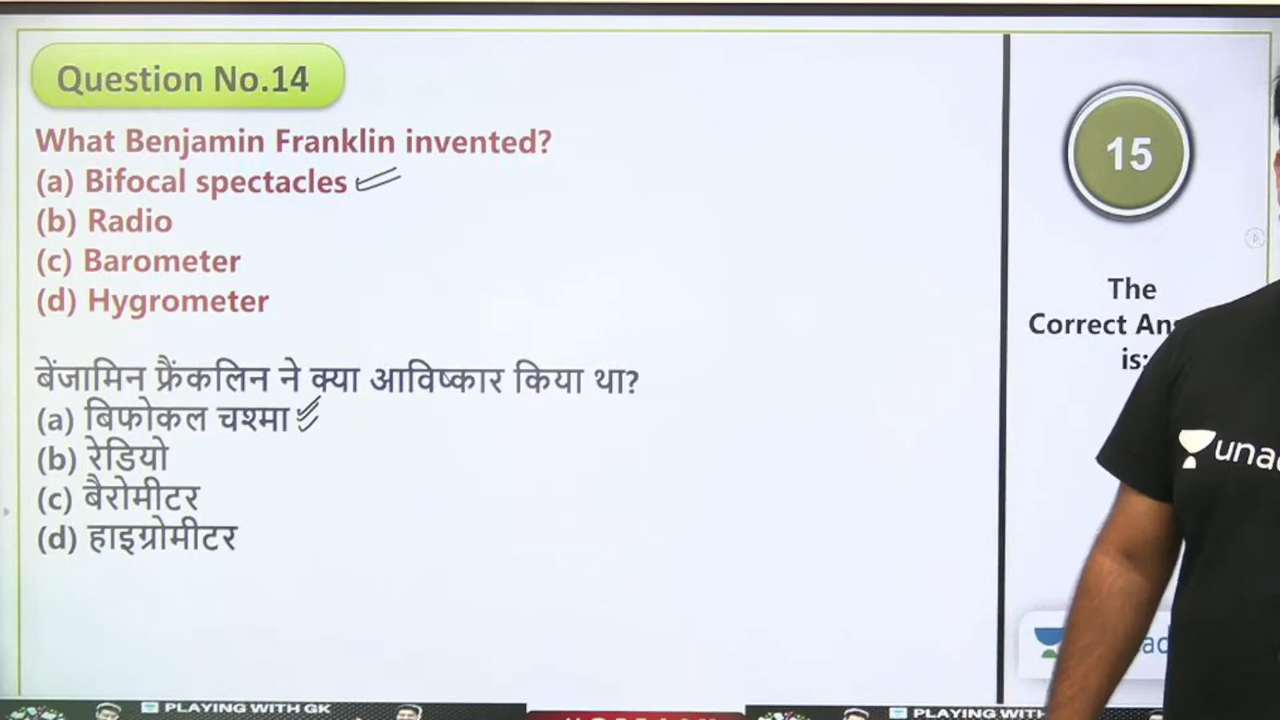 Question No.14
What Benjamin Franklin invented?
(a) Bifocal spectacles
(b) Radio
(c) Barometer
(d) Hygrometer
बेंजामिन फ्रैंकलिन ने क्या आविष्कार किया था?
(a) बिफोकल चश्मा
(b) रेडियो
(c) बैरोमीटर
(d) हाइग्रोमीटर
15
The
Correct An
is:
una
ad
PLAYING WITH GK
PLAYING WITH